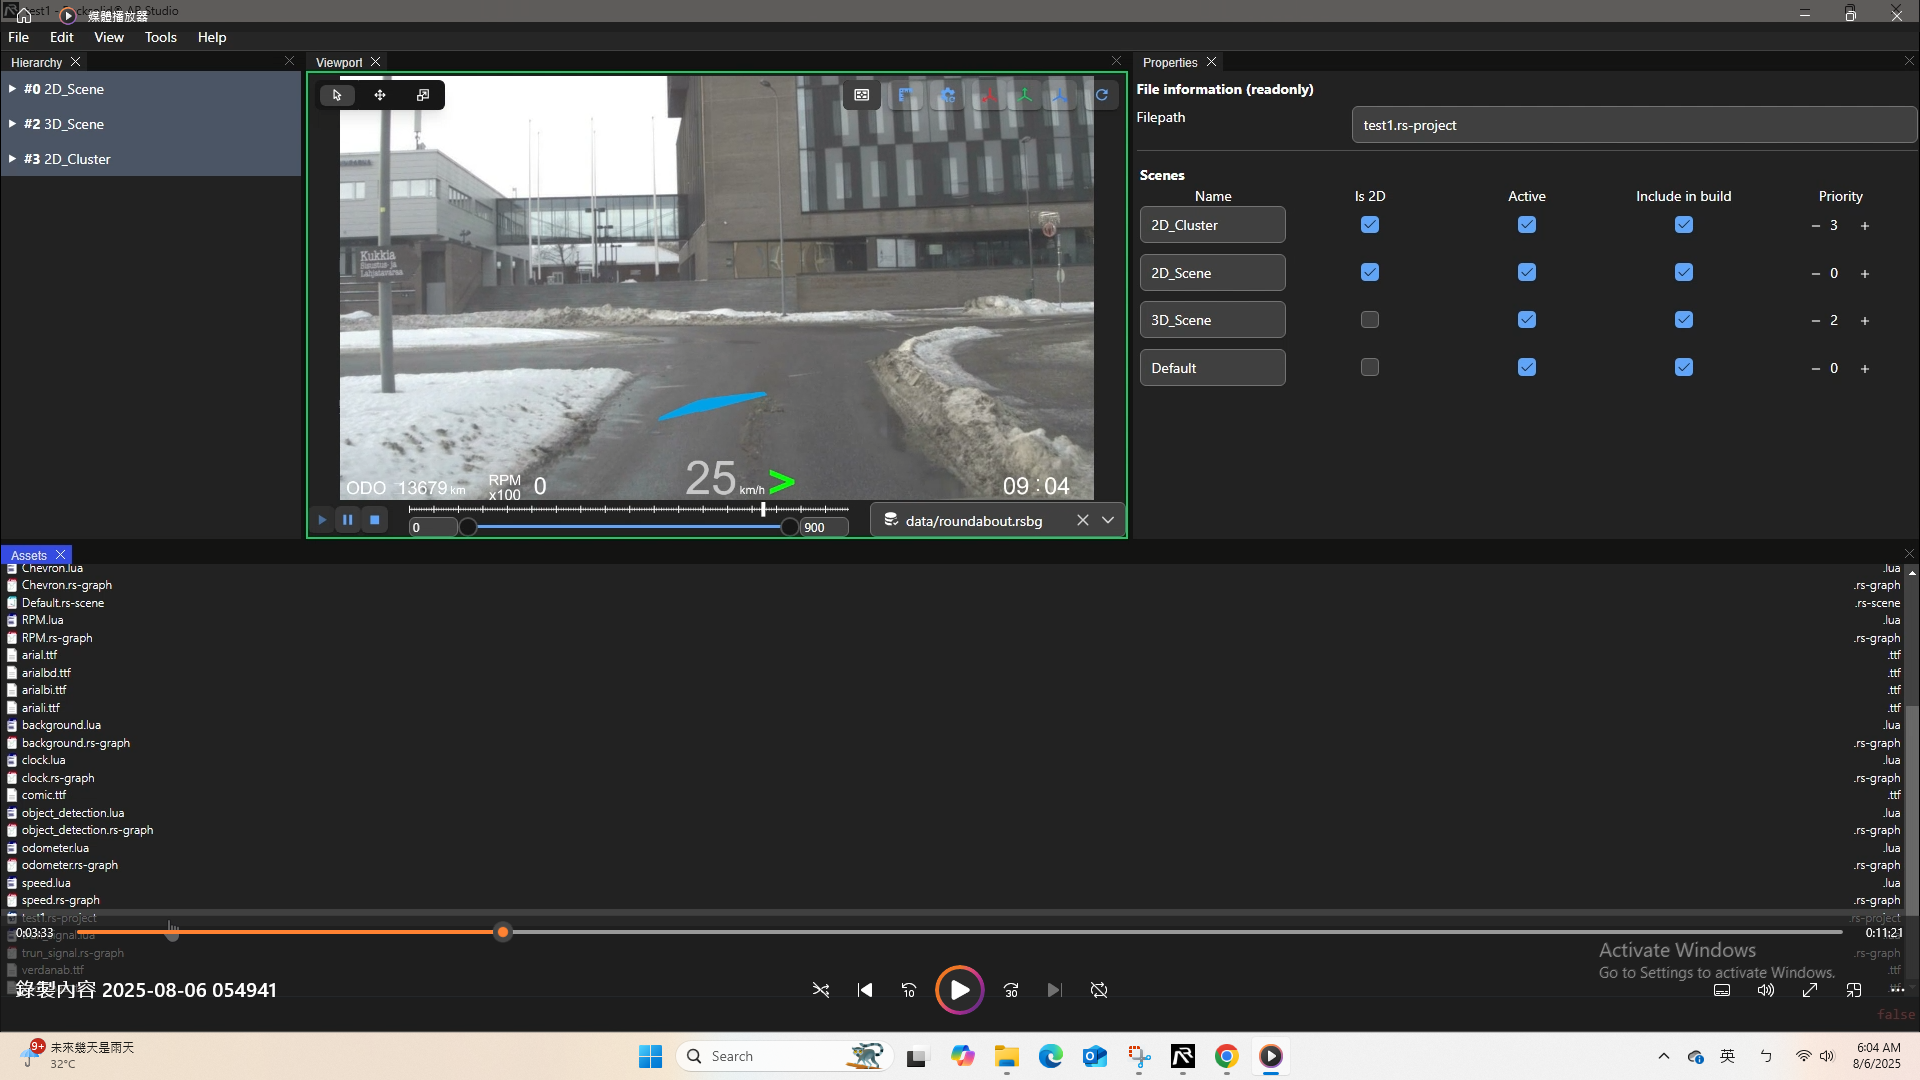 媒體播放器
File Edit View Tools Help
Hierarchy
#0 2D_Scene
#2 3D_Scene
#3 2D_Cluster
Viewport
Kukkia
Sisustus- ja
Lahjatavaraa
ODO 13679 km
RPM
x100 0
25 km/h >
09:04
0
900
data/roundabout.rsbg
Properties
File information (readonly)
Filepath
test1.rs-project
Scenes
Name Is 2D Active Include in build Priority
2D_Cluster 3
2D_Scene 0
3D_Scene 2
Default 0
Assets
Chevron.lua .lua
Chevron.rs-graph .rs-graph
Default.rs-scene .rs-scene
RPM.lua .lua
RPM.rs-graph .rs-graph
arial.ttf .ttf
arialbd.ttf .ttf
arialbi.ttf .ttf
ariali.ttf .ttf
background.lua .lua
background.rs-graph .rs-graph
clock.lua .lua
clock.rs-graph .rs-graph
comic.ttf .ttf
object_detection.lua .lua
object_detection.rs-graph .rs-graph
odometer.lua .lua
odometer.rs-graph .rs-graph
speed.lua .lua
speed.rs-graph .rs-graph
test1.rs-project .rs-project
0:03:33
0:11:21
trun_signal.lua
trun_signal.rs-graph .rs-graph
verdanab.ttf .ttf
Activate Windows
Go to Settings to activate Windows.
錄製內容 2025-08-06 054941
10
30
false
9+
未來幾天是雨天
32°C
Search
英
ㄅ
6:04 AM
8/6/2025